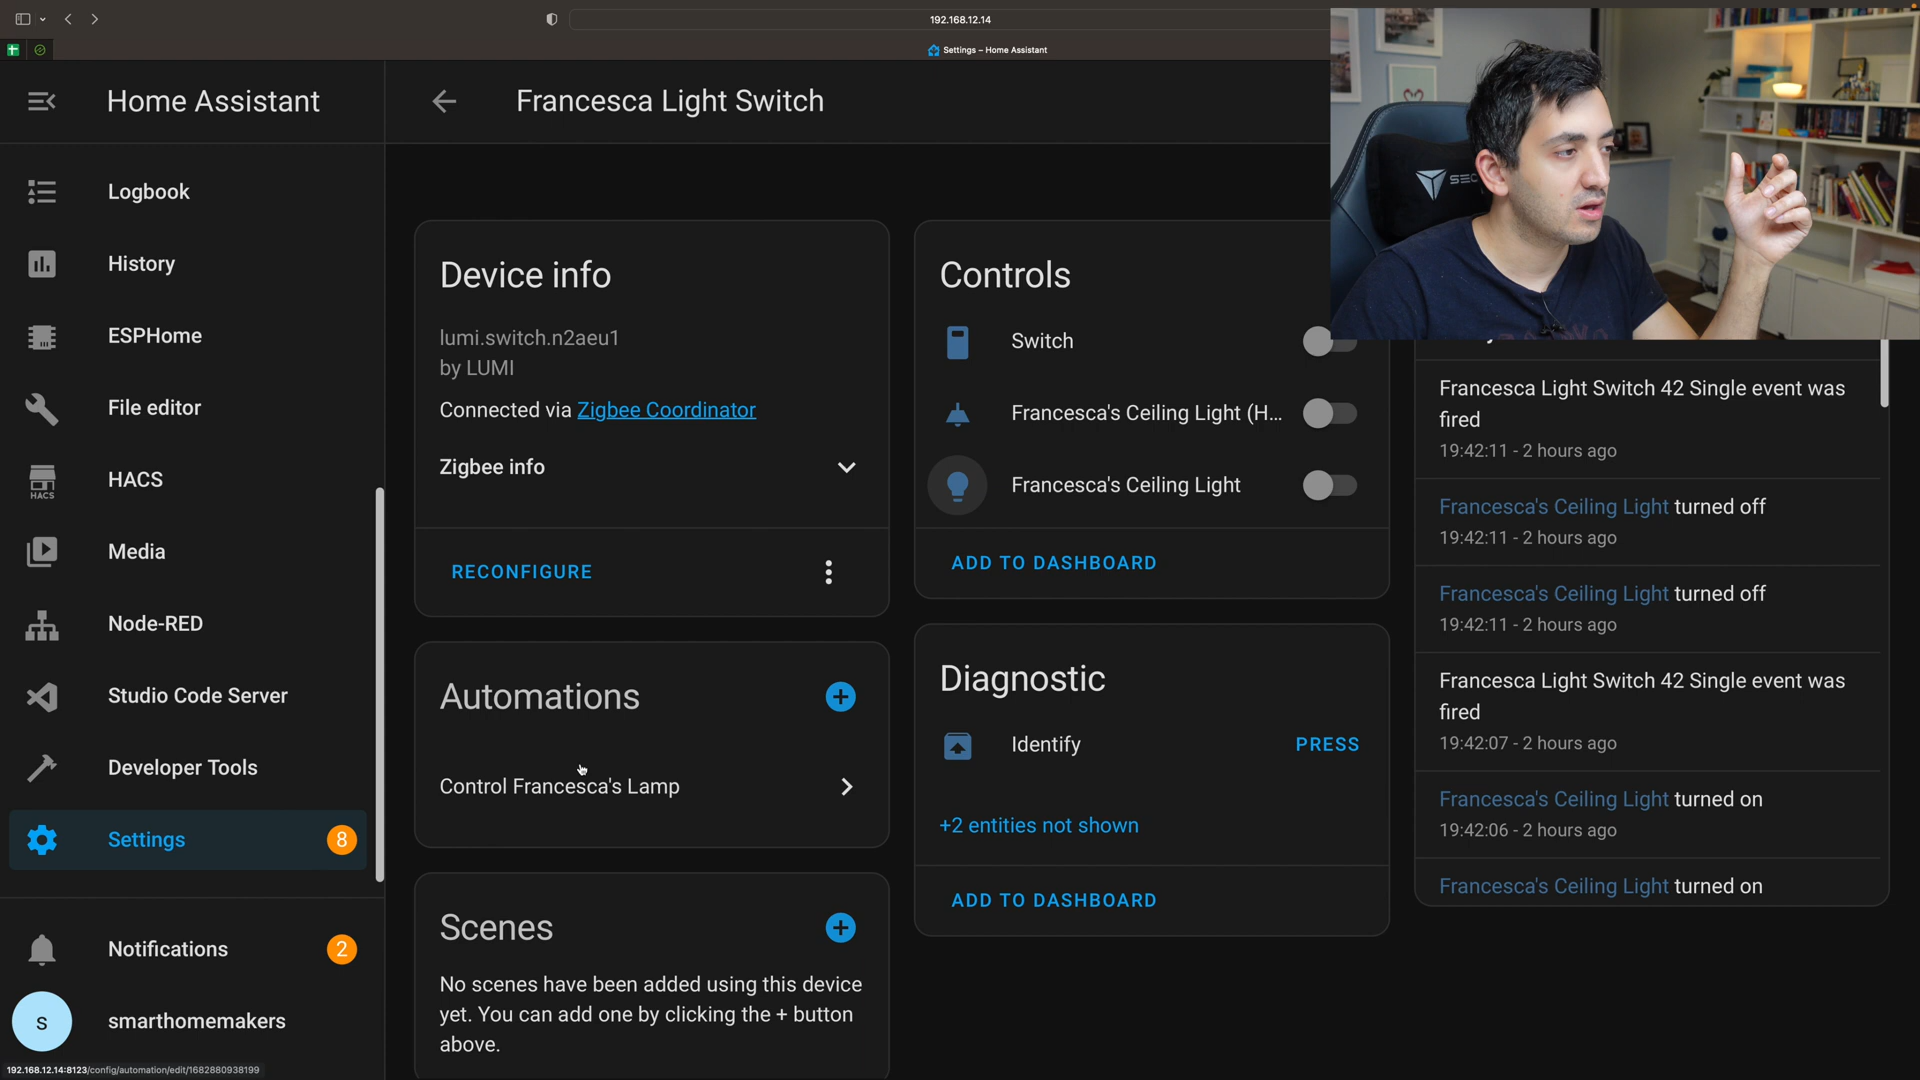 192.168.12.14
Settings – Home Assistant
Home Assistant
Francesca Light Switch
Logbook
History
ESPHome
File editor
HACS
HACS
Media
Node-RED
Studio Code Server
Developer Tools
Settings
8
Notifications
2
s
smarthomemakers
192.168.12.14:8123/config/automation/edit/1682880938199
Device info
lumi.switch.n2aeu1
by LUMI
Connected via Zigbee Coordinator
Zigbee info
RECONFIGURE
Automations
Control Francesca's Lamp
Scenes
No scenes have been added using this device
yet. You can add one by clicking the + button
above.
Controls
Switch
Francesca's Ceiling Light (H...
Francesca's Ceiling Light
ADD TO DASHBOARD
Diagnostic
Identify
PRESS
+2 entities not shown
ADD TO DASHBOARD
Francesca Light Switch 42 Single event was
fired
19:42:11 - 2 hours ago
Francesca's Ceiling Light turned off
19:42:11 - 2 hours ago
Francesca's Ceiling Light turned off
19:42:11 - 2 hours ago
Francesca Light Switch 42 Single event was
fired
19:42:07 - 2 hours ago
Francesca's Ceiling Light turned on
19:42:06 - 2 hours ago
Francesca's Ceiling Light turned on